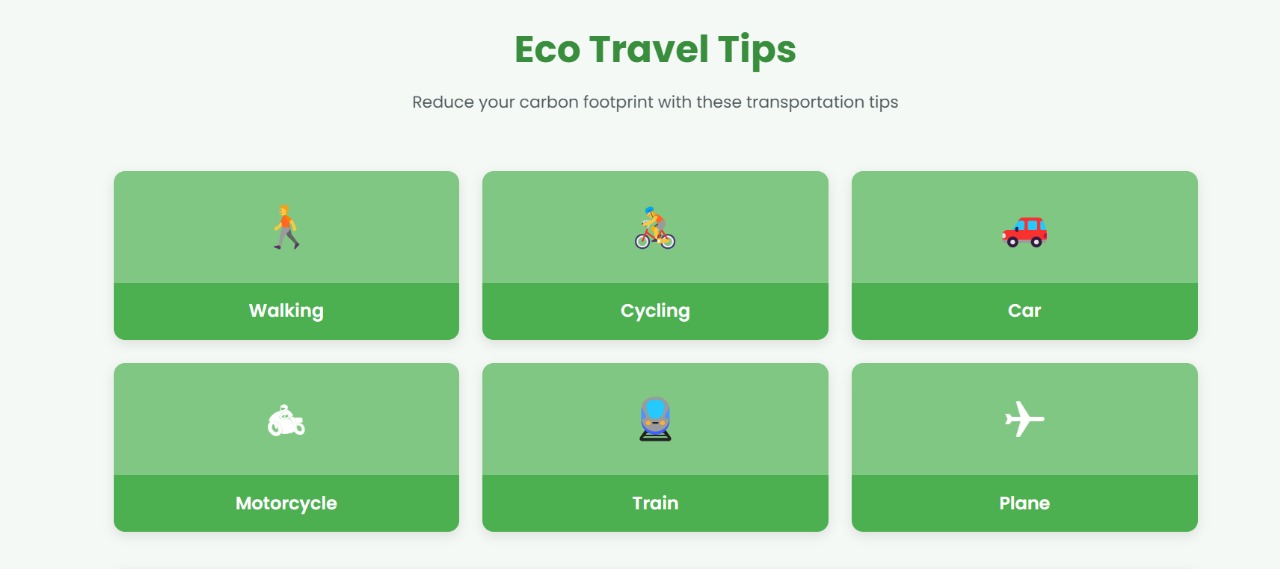 Eco Travel Tips
Reduce your carbon footprint with these transportation tips
Walking
Cycling
Car
Motorcycle
Train
Plane